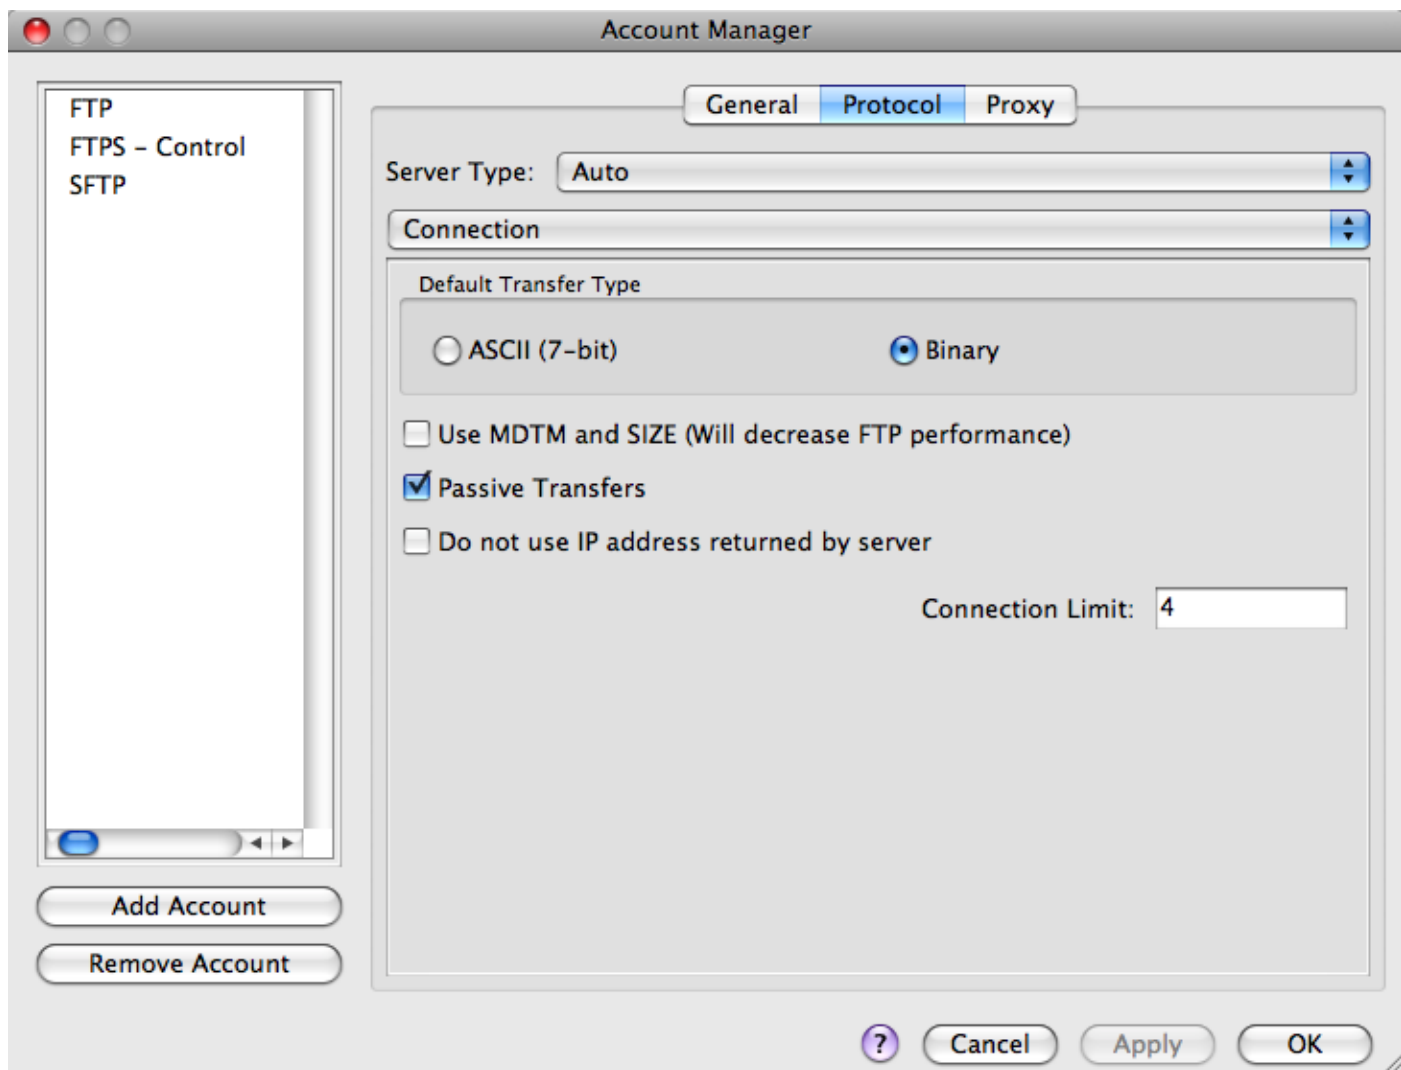 Account Manager
FTP
FTPS – Control
SFTP
General Protocol Proxy
Server Type: Auto
Connection
Default Transfer Type
ASCII (7-bit) Binary
Use MDTM and SIZE (Will decrease FTP performance)
Passive Transfers
Do not use IP address returned by server
Connection Limit: 4
Add Account
Remove Account
? Cancel Apply OK